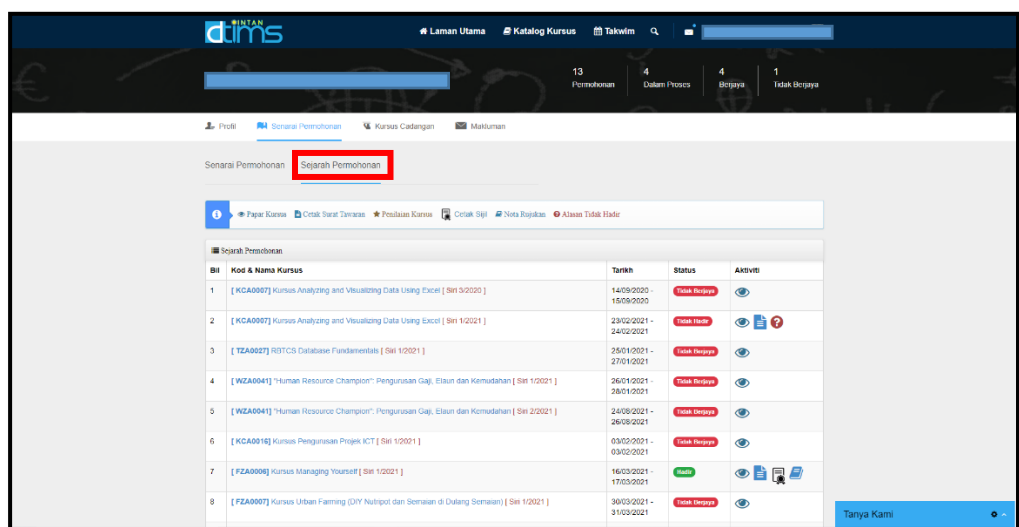 INTAN
dtims
Laman Utama Katalog Kursus Takwim
13 4 4 1
Permohonan Dalam Proses Berjaya Tidak Berjaya
Profil Senarai Permohonan Kursus Cadangan Makluman
Senarai Permohonan Sejarah Permohonan
Papar Kursus Cetak Surat Tawaran Penilaian Kursus Cetak Sijil Nota Rujukan Alasan Tidak Hadir
Sejarah Permohonan
Bil Kod & Nama Kursus Tarikh Status Aktiviti
1 [ KCA0007] Kursus Analyzing and Visualizing Data Using Excel [ Siri 3/2020 ] 14/09/2020 - Tidak Berjaya
15/09/2020
2 [ KCA0007] Kursus Analyzing and Visualizing Data Using Excel [ Siri 1/2021 ] 23/02/2021 - Tidak Hadir
24/02/2021
3 [ TZA0027] RBTCS Database Fundamentals [ Siri 1/2021 ] 25/01/2021 - Tidak Berjaya
27/01/2021
4 [ WZA0041] "Human Resource Champion": Pengurusan Gaji, Elaun dan Kemudahan [ Siri 1/2021 ] 26/01/2021 - Tidak Berjaya
28/01/2021
5 [ WZA0041] "Human Resource Champion": Pengurusan Gaji, Elaun dan Kemudahan [ Siri 2/2021 ] 24/08/2021 - Tidak Berjaya
26/08/2021
6 [ KCA0016] Kursus Pengurusan Projek ICT [ Siri 1/2021 ] 03/02/2021 - Tidak Berjaya
03/02/2021
7 [ FZA0006] Kursus Managing Yourself [ Siri 1/2021 ] 16/03/2021 - Hadir
17/03/2021
8 [ FZA0007] Kursus Urban Farming (DIY Nutripot dan Semaian di Dulang Semaian) [ Siri 1/2021 ] 30/03/2021 - Tidak Berjaya
31/03/2021
Tanya Kami